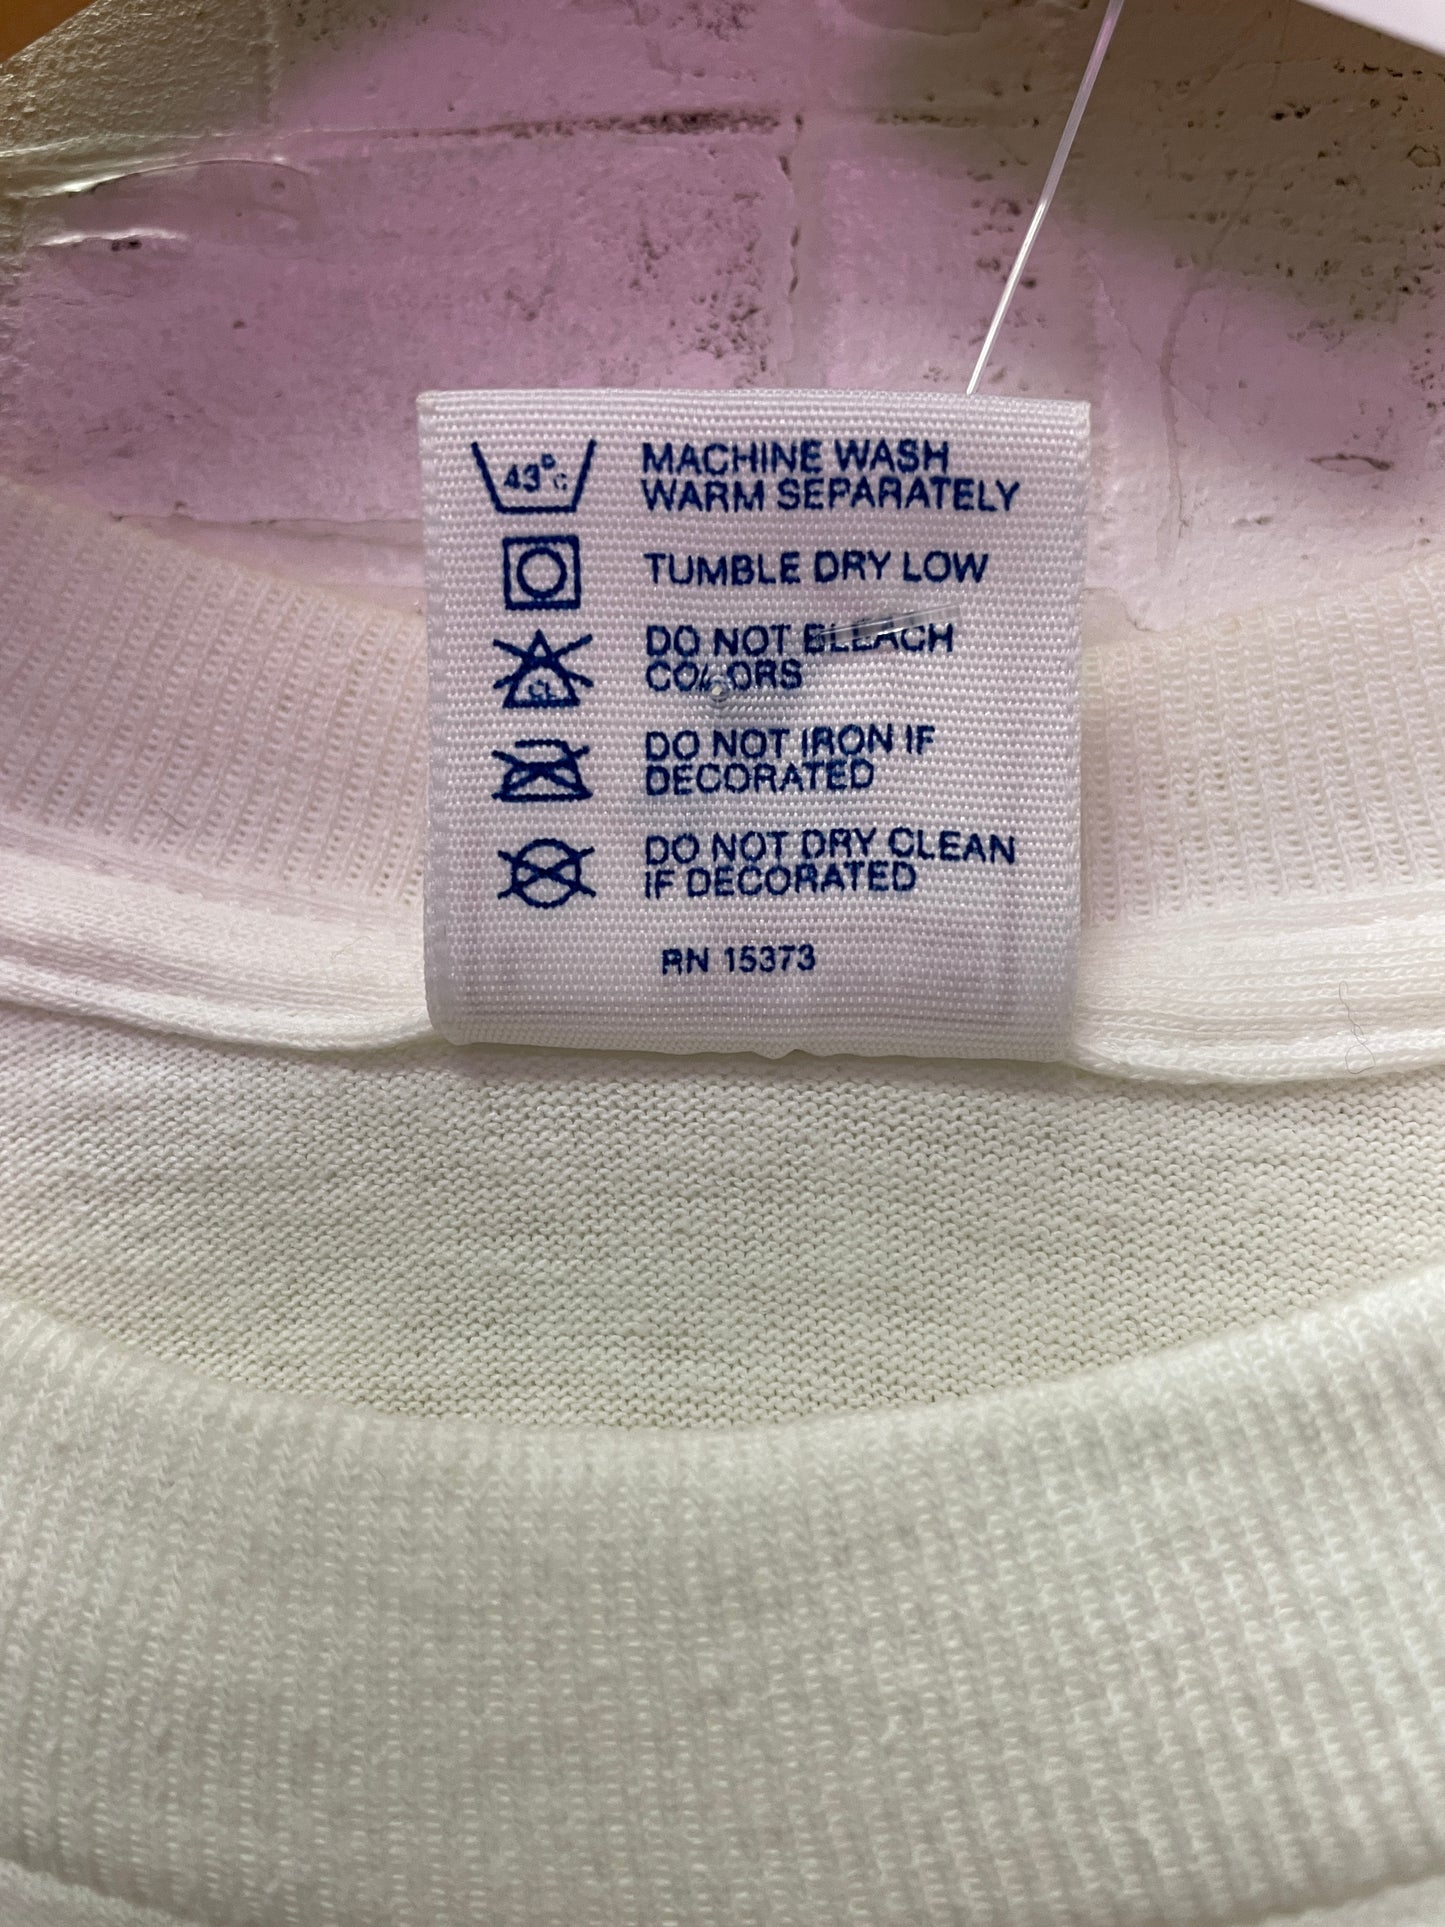 43°C MACHINE WASH
WARM SEPARATELY
TUMBLE DRY LOW
DO NOT BLEACH
CL COLORS
DO NOT IRON IF
DECORATED
DO NOT DRY CLEAN
IF DECORATED
RN 15373